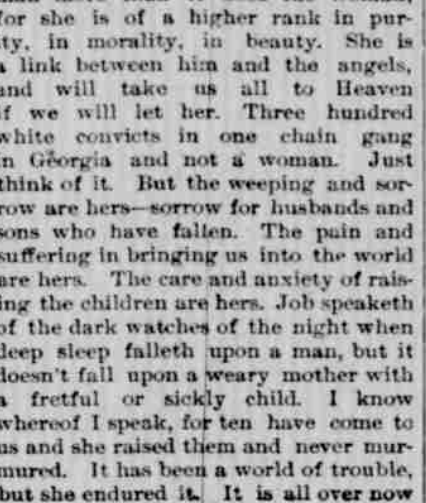 for she is of a higher rank in pur-
ity, in morality, in beauty. She is
a link between him and the angels,
and will take us all to Heaven
if we will let her. Three hundred
white convicts in one chain gang
in Georgia and not a woman. Just
think of it. But the weeping and sor-
row are hers—sorrow for husbands and
sons who have fallen. The pain and
suffering in bringing us into the world
are hers. The care and anxiety of rais-
ing the children are hers. Job speaketh
of the dark watches of the night when
deep sleep falleth upon a man, but it
doesn't fall upon a weary mother with
a fretful or sickly child. I know
whereof I speak, for ten have come to
us and she raised them and never mur-
mured. It has been a world of trouble,
but she endured it. It is all over now